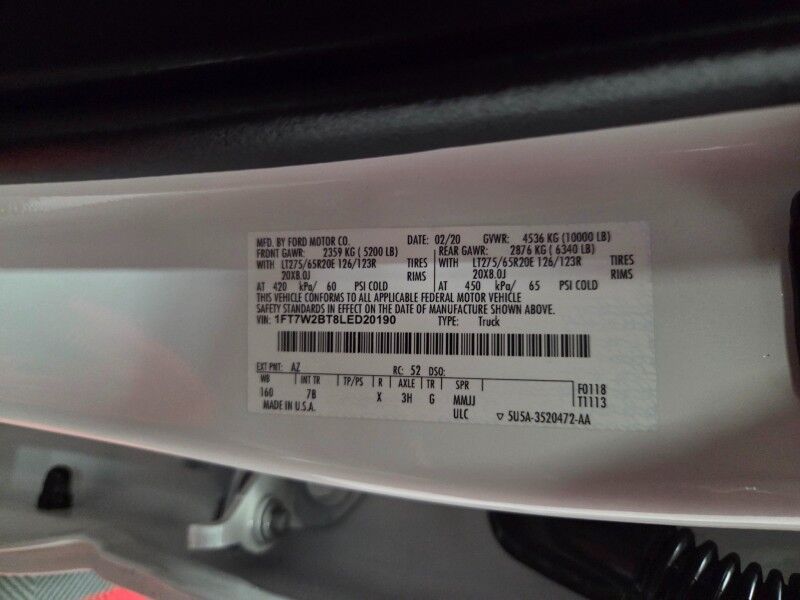 MFD. BY FORD MOTOR CO. DATE: 02/20 GVWR: 4536 KG (10000 LB)
FRONT GAWR: 2359 KG ( 5200 LB) REAR GAWR: 2876 KG ( 6340 LB)
WITH LT275/65R20E 126/123R TIRES WITH LT275/65R20E 126/123R TIRES
20X8.0J RIMS 20X8.0J RIMS
AT 420 kPa/ 60 PSI COLD AT 450 kPa/ 65 PSI COLD
THIS VEHICLE CONFORMS TO ALL APPLICABLE FEDERAL MOTOR VEHICLE
SAFETY STANDARDS IN EFFECT ON THE DATE OF MANUFACTURE SHOWN ABOVE.
VIN: 1FT7W2BT8LED20190 TYPE: Truck
EXT PNT: AZ RC: 52 DSO:
WB INT TR TP/PS R AXLE TR SPR F0118
160 7B X 3H G MMJJ T1113
MADE IN U.S.A. ULC ▽ 5U5A-3520472-AA